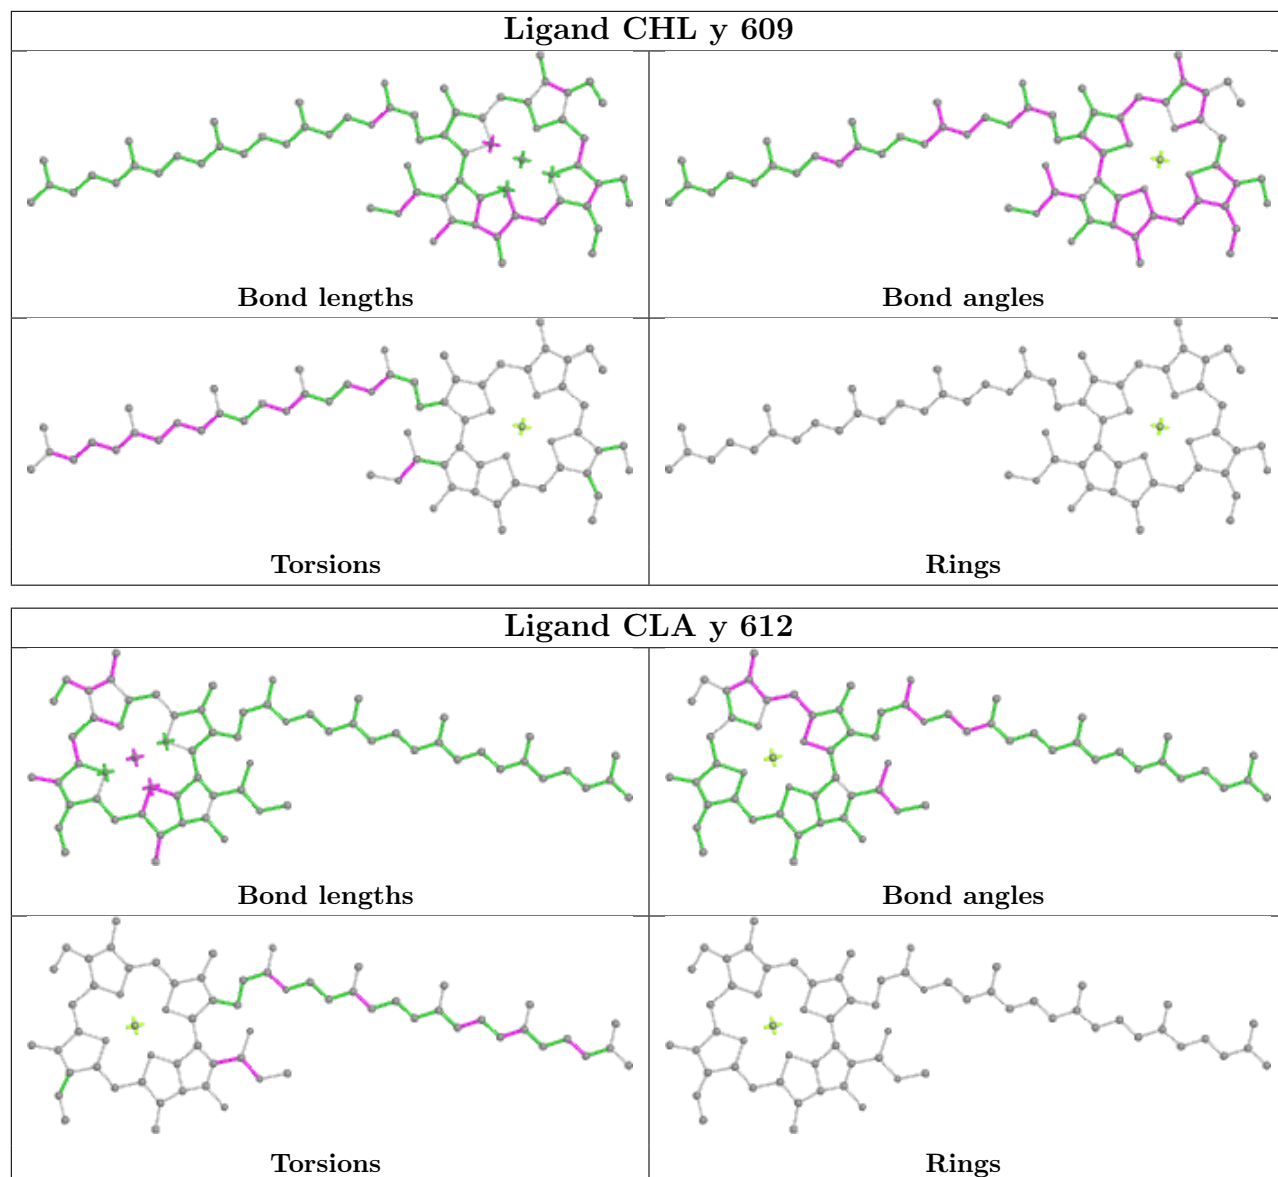 Ligand CHL y 609
Bond lengths
Bond angles
Torsions
Rings
Ligand CLA y 612
Bond lengths
Bond angles
Torsions
Rings